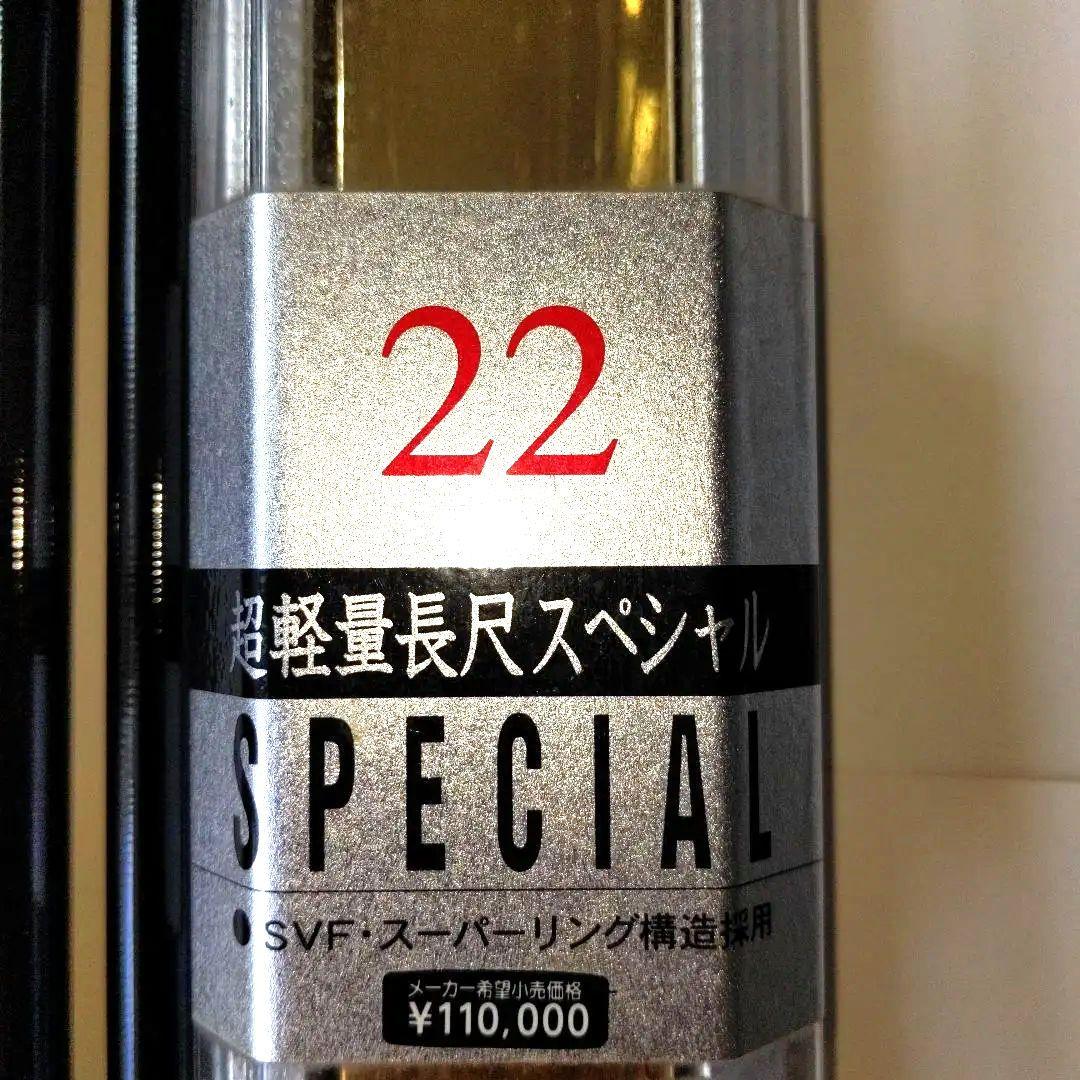 22
超軽量長尺スペシャル
SPECIAL
•SVF・スーパーリング構造採用
メーカー希望小売価格
¥110,000